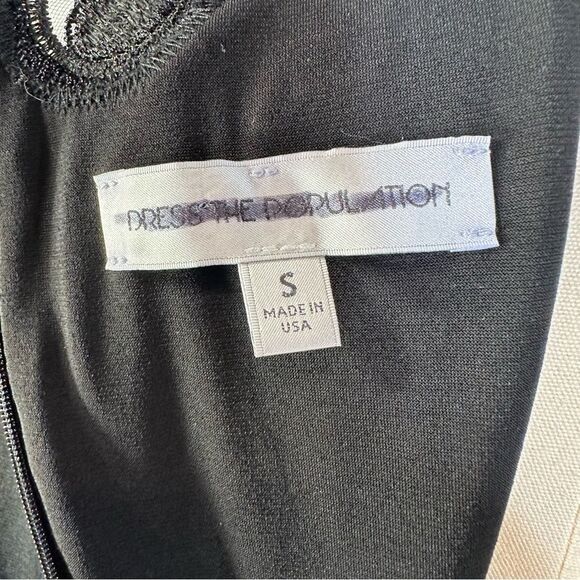 DRESS THE POPULATION
S
MADE IN
USA